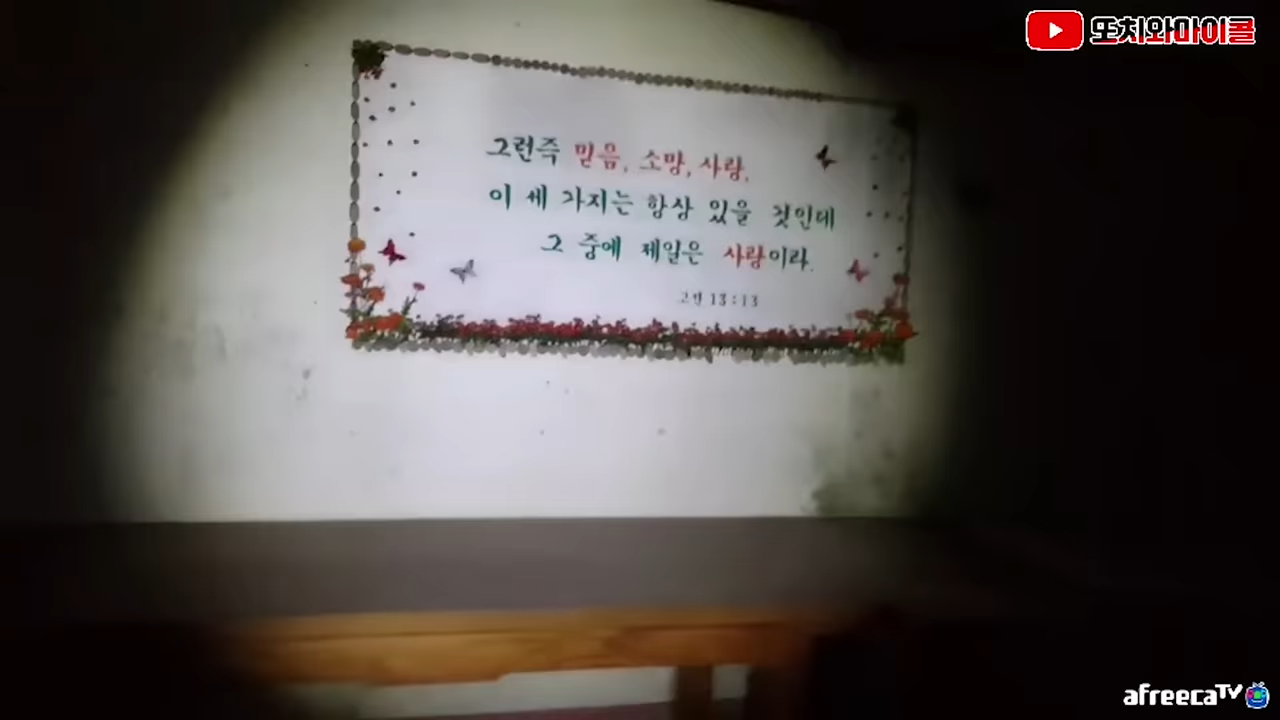 또치와마이콜
그런즉 믿음, 소망, 사랑,
이 세 가지는 항상 있을 것인데
그 중에 제일은 사랑이라.
고전 13:13
afreecaTV